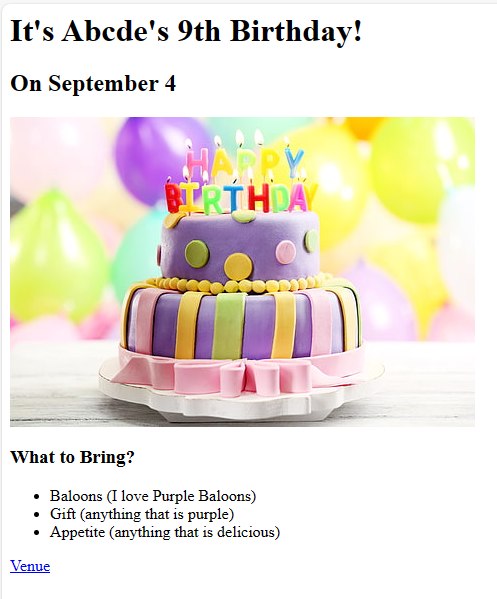 It's Abcde's 9th Birthday!
On September 4
HAPPY
BIRTHDAY
What to Bring?
Baloons (I love Purple Baloons)
Gift (anything that is purple)
Appetite (anything that is delicious)
Venue